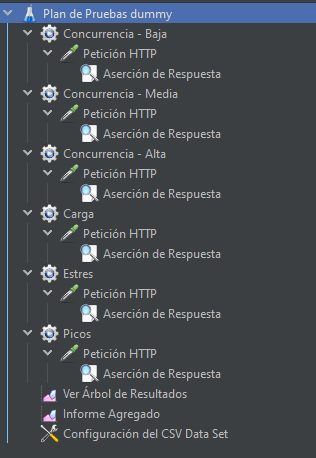 Plan de Pruebas dummy
Concurrencia - Baja
Petición HTTP
Aserción de Respuesta
Concurrencia - Media
Petición HTTP
Aserción de Respuesta
Concurrencia - Alta
Petición HTTP
Aserción de Respuesta
Carga
Petición HTTP
Aserción de Respuesta
Estres
Petición HTTP
Aserción de Respuesta
Picos
Petición HTTP
Aserción de Respuesta
Ver Árbol de Resultados
Informe Agregado
Configuración del CSV Data Set